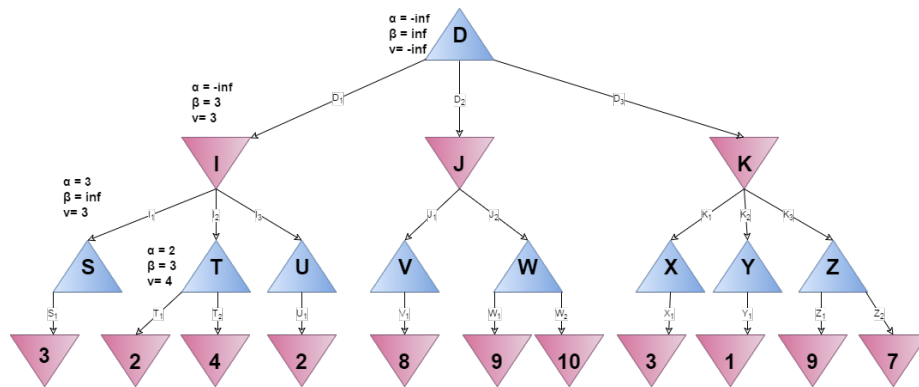 α = -inf
β = inf
v= -inf
D
α = -inf
β = 3
v= 3
D₁
D₂
D₃
I
J
K
α = 3
β = inf
v= 3
I₁
I₂
I₃
J₁
J₂
K₁
K₂
K₃
α = 2
β = 3
v= 4
S
T
U
V
W
X
Y
Z
S₁
T₁
T₂
U₁
V₁
W₁
W₂
X₁
Y₁
Z₁
Z₂
3
2
4
2
8
9
10
3
1
9
7